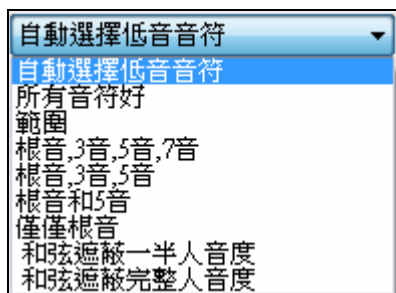 自動選擇低音音符
自動選擇低音音符
所有音符好
範圍
根音,3音,5音,7音
根音,3音,5音
根音和5音
僅僅根音
和弦遮蔽一半人音度
和弦遮蔽完整人音度